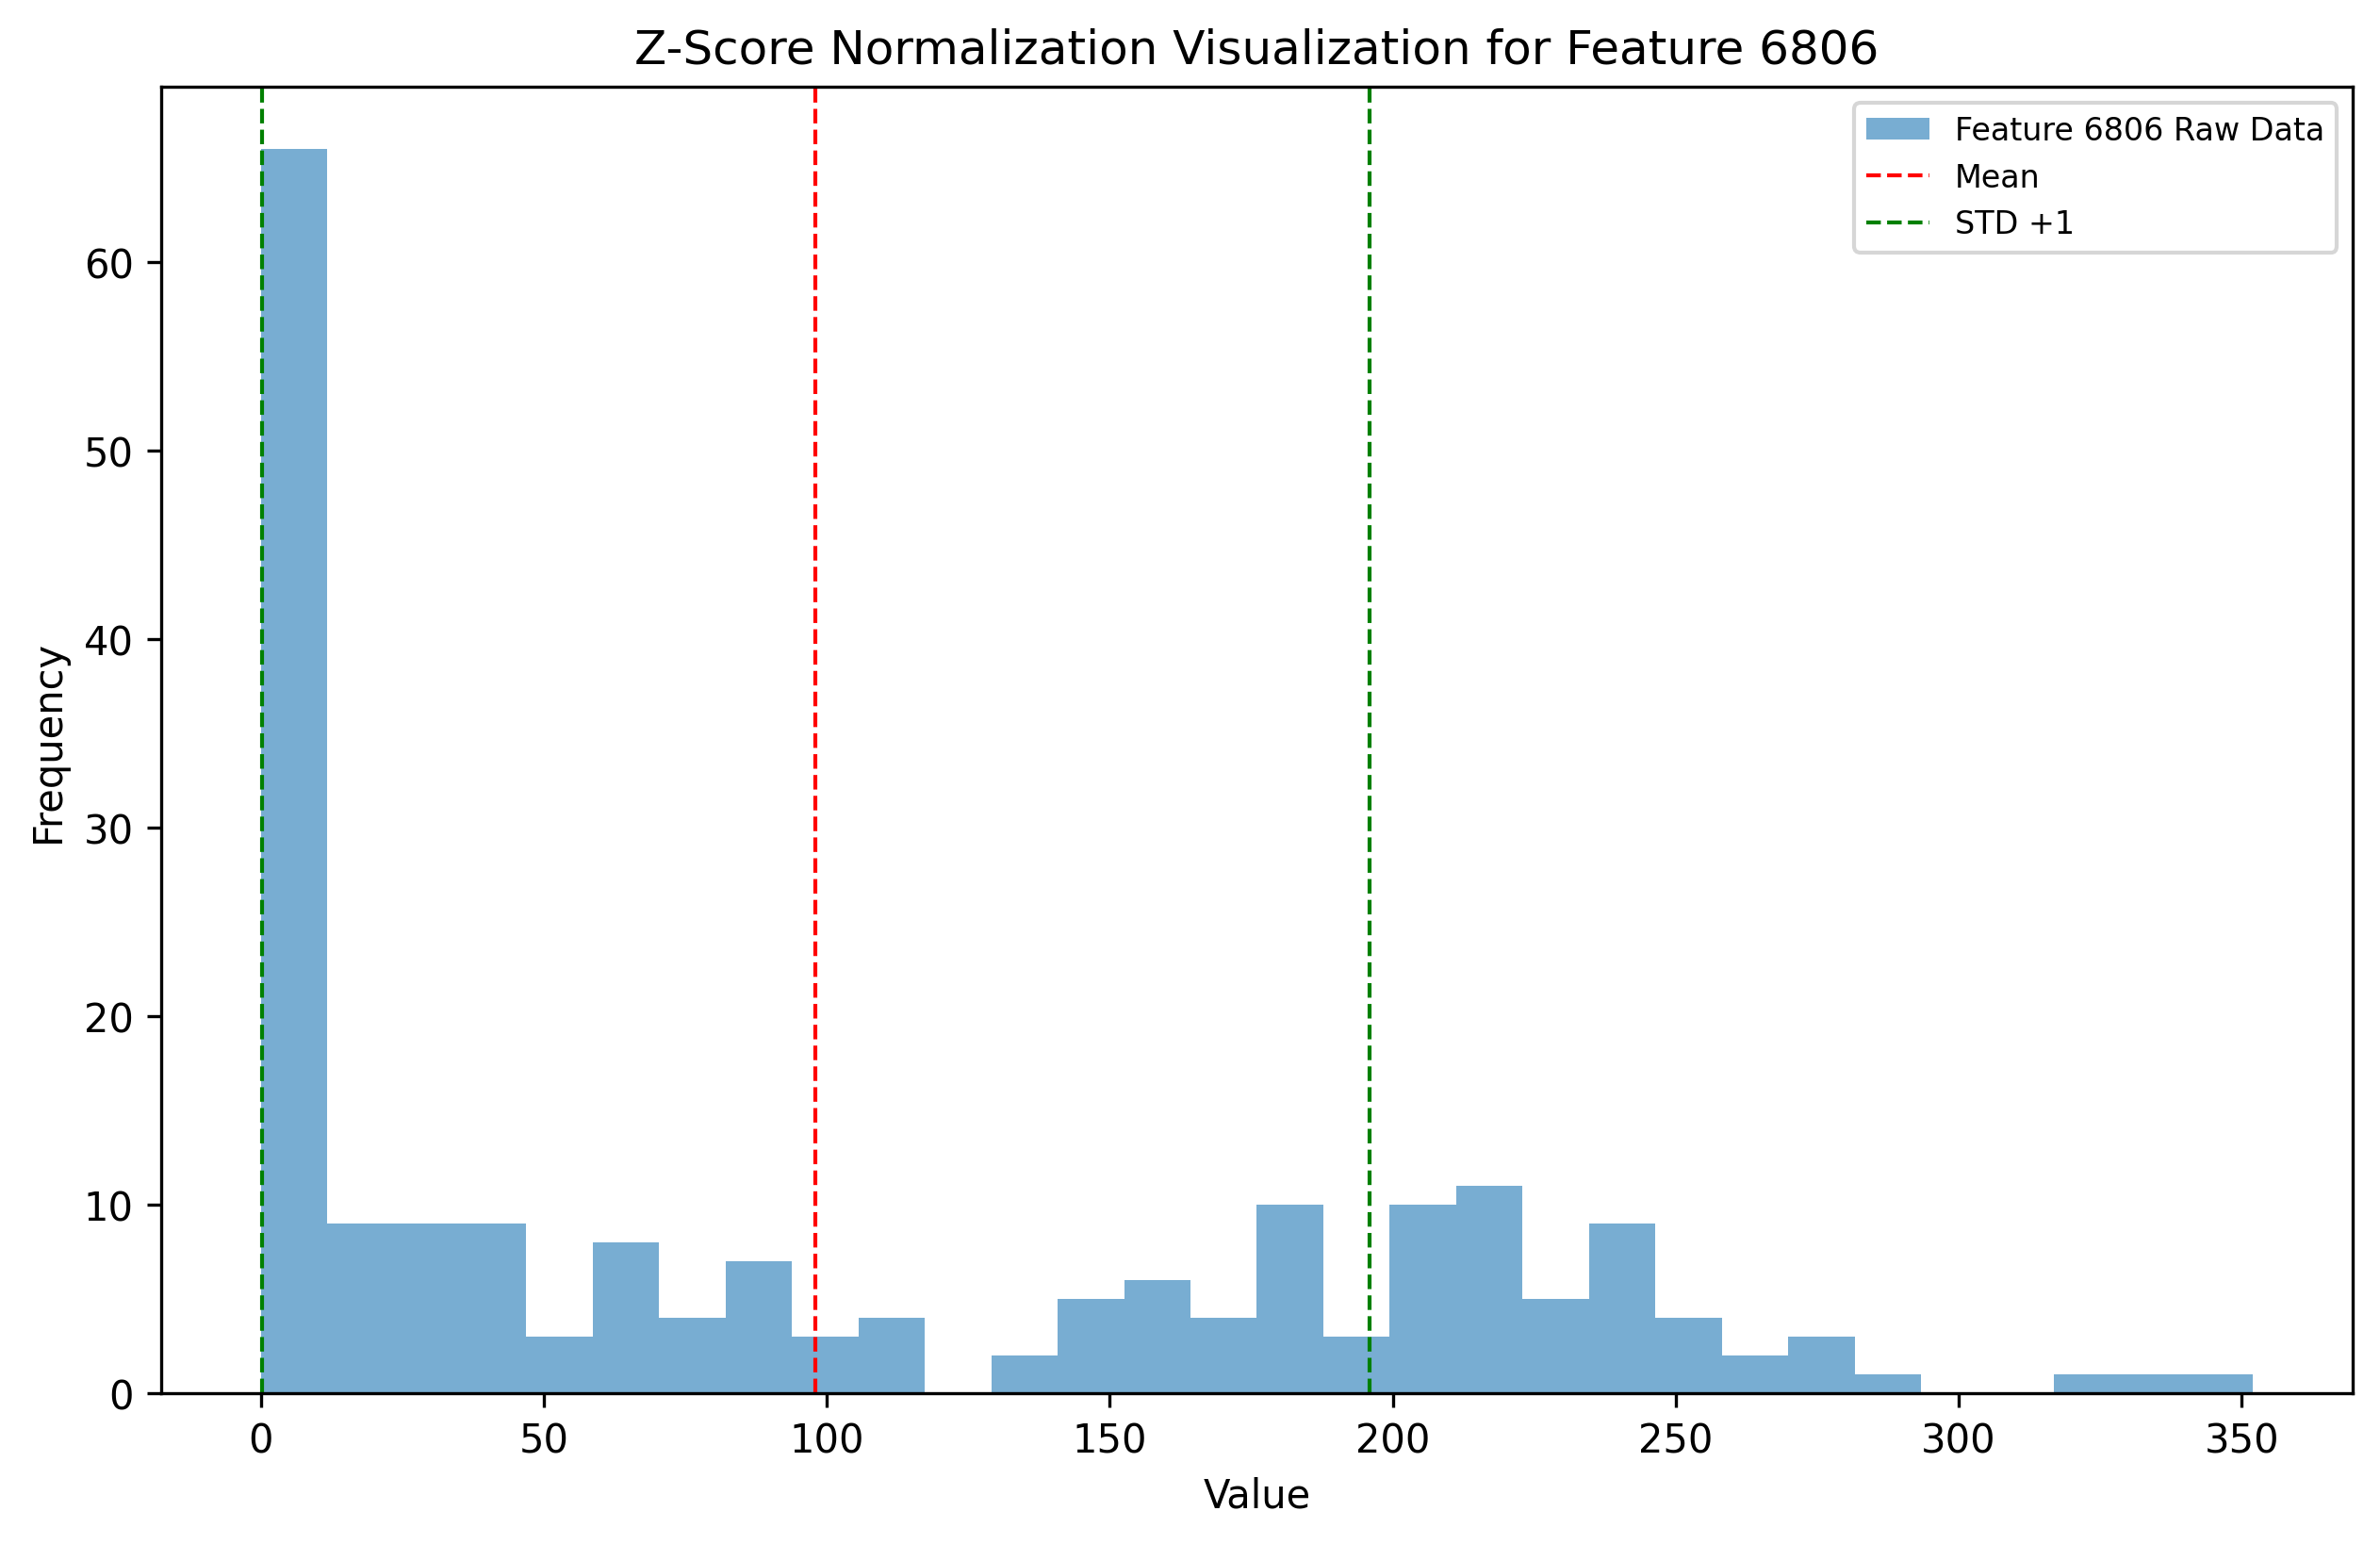 Z-Score Normalization Visualization for Feature 6806
Feature 6806 Raw Data
Mean
STD +1
60
50
40
30
20
10
0
Frequency
0 50 100 150 200 250 300 350
Value